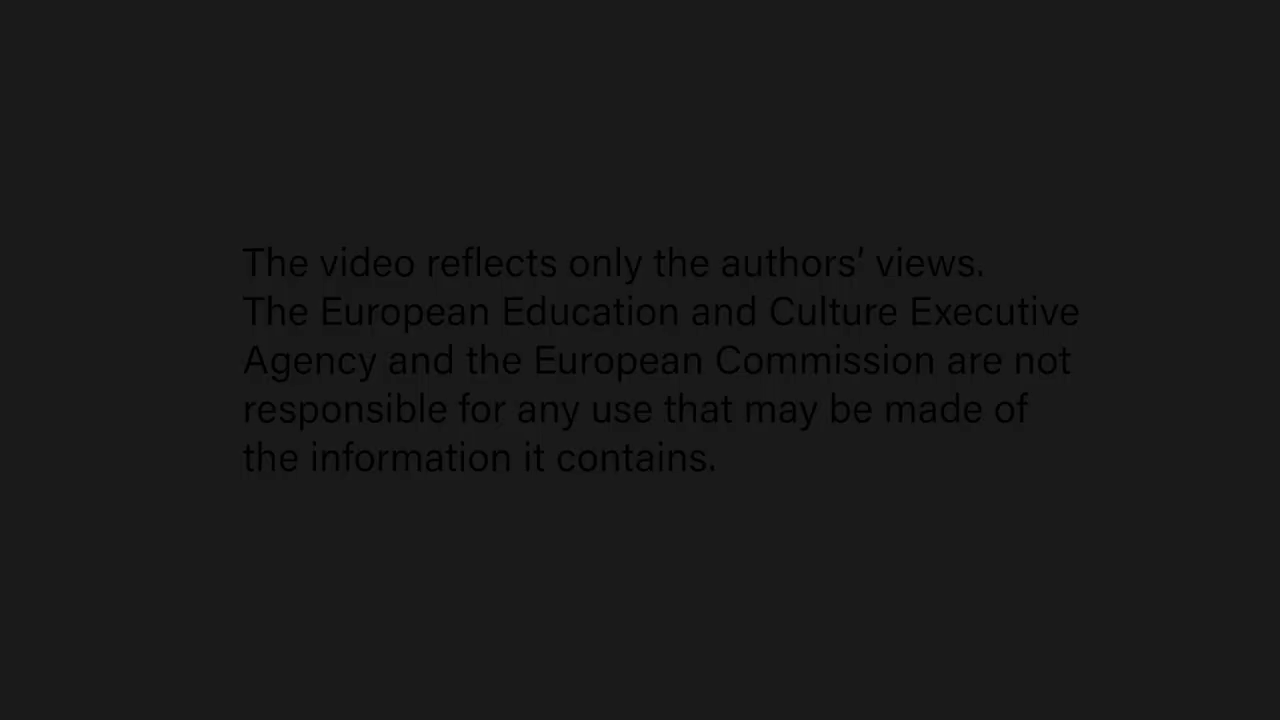 The video reflects only the authors’ views.
The European Education and Culture Executive
Agency and the European Commission are not
responsible for any use that may be made of
the information it contains.